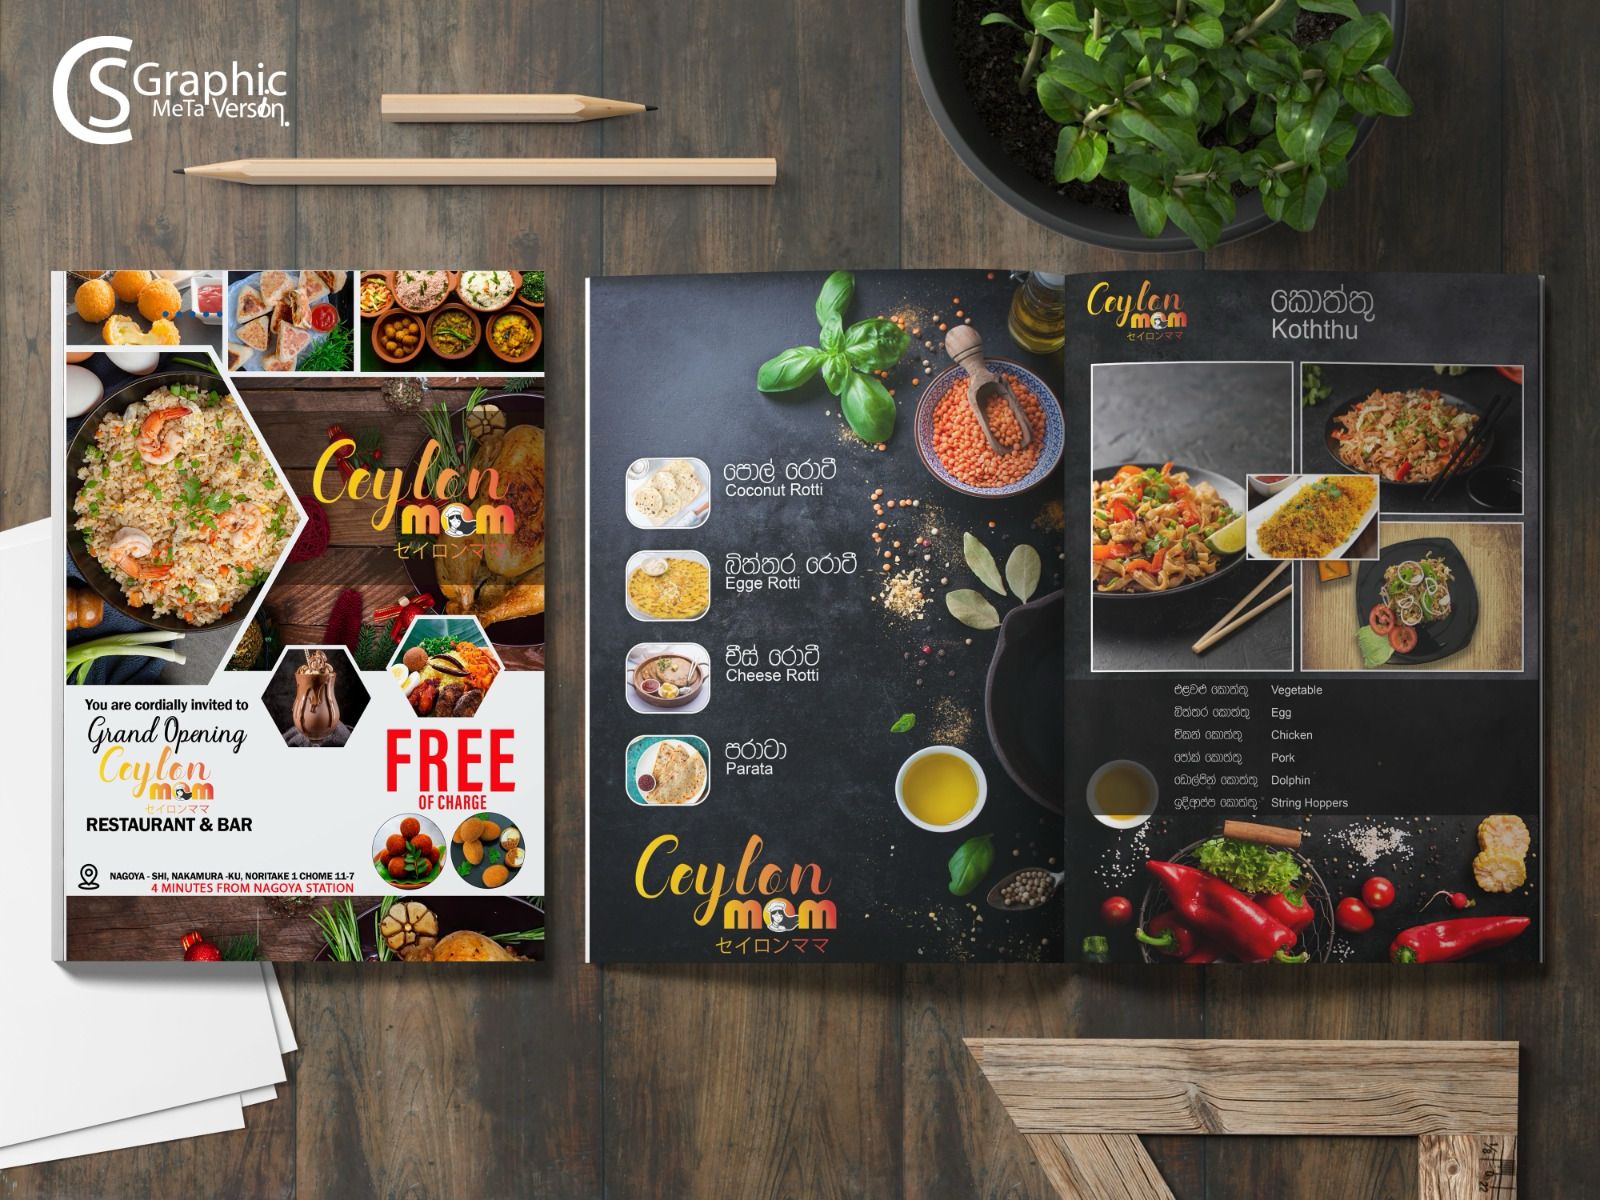 CS Graphic
MeTa Version.
Ceylon
mom
セイロンママ
You are cordially invited to
Grand Opening
Ceylon
mom
セイロンママ
RESTAURANT & BAR
FREE
OF CHARGE
NAGOYA - SHI, NAKAMURA -KU, NORITAKE 1 CHOME 11-7
4 MINUTES FROM NAGOYA STATION
පොල් රොටී
Coconut Rotti
බිත්තර රොටී
Egge Rotti
චීස් රොටී
Cheese Rotti
පරාටා
Parata
Ceylon
mom
セイロンママ
Ceylon
mom
セイロンママ
කොත්තු
Koththu
එළවළු කොත්තු Vegetable
බිත්තර කොත්තු Egg
චිකන් කොත්තු Chicken
පෝක් කොත්තු Pork
ඩොල්පින් කොත්තු Dolphin
ඉදිආප්ප කොත්තු String Hoppers